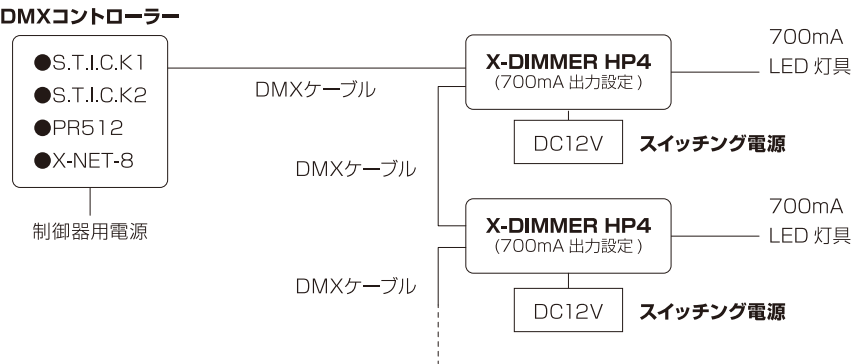 DMXコントローラー
●S.T.I.C.K1
●S.T.I.C.K2
●PR512
●X-NET-8
制御器用電源
DMXケーブル
X-DIMMER HP4
(700mA 出力設定)
700mA
LED 灯具
DC12V
スイッチング電源
DMXケーブル
X-DIMMER HP4
(700mA 出力設定)
700mA
LED 灯具
DMXケーブル
DC12V
スイッチング電源